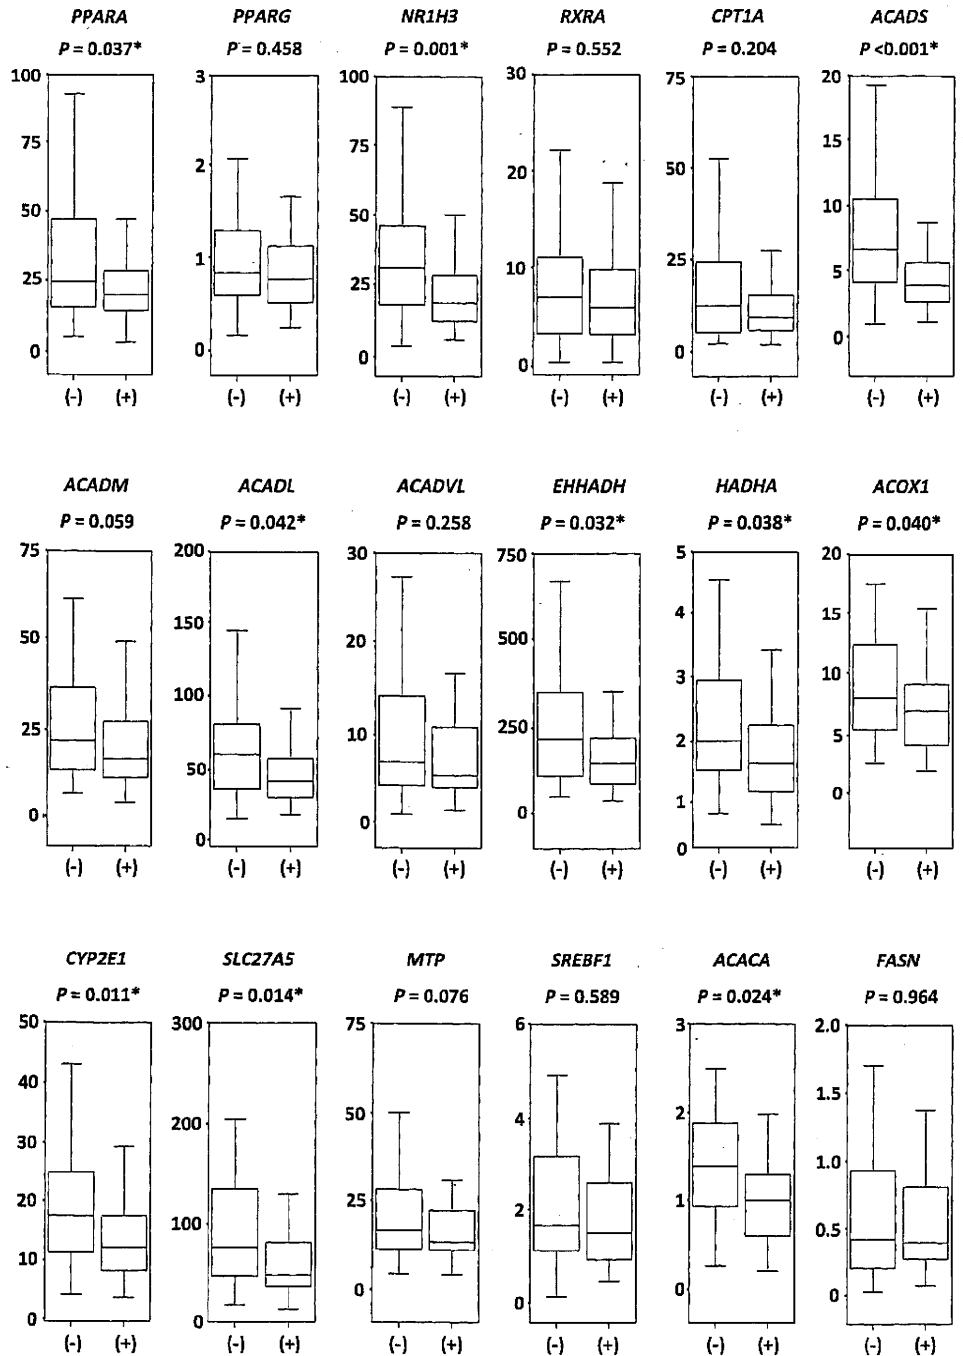 PPARA PPARG NR1H3 RXRA CPT1A ACADS
P = 0.037* P = 0.458 P = 0.001* P = 0.552 P = 0.204 P <0.001*
100 3 100 30 75 20
75 2 75 20 50 15
50 1 50 10 25 10
25 0 25 0 0 5
0 0 0
(-) (+) (-) (+) (-) (+) (-) (+) (-) (+) (-) (+)
ACADM ACADL ACADVL EHHADH HADHA ACOX1
P = 0.059 P = 0.042* P = 0.258 P = 0.032* P = 0.038* P = 0.040*
75 200 30 750 5 20
50 150 20 500 4 15
25 100 10 250 3 10
0 50 0 0 2 5
0 1 0
0
(-) (+) (-) (+) (-) (+) (-) (+) (-) (+) (-) (+)
CYP2E1 SLC27A5 MTP SREBF1 ACACA FASN
P = 0.011* P = 0.014* P = 0.076 P = 0.589 P = 0.024* P = 0.964
50 300 75 6 3 2.0
40 200 50 4 2 1.5
30 100 25 2 1 1.0
20 0 0 0 0 0.5
10 0
0
(-) (+) (-) (+) (-) (+) (-) (+) (-) (+) (-) (+)